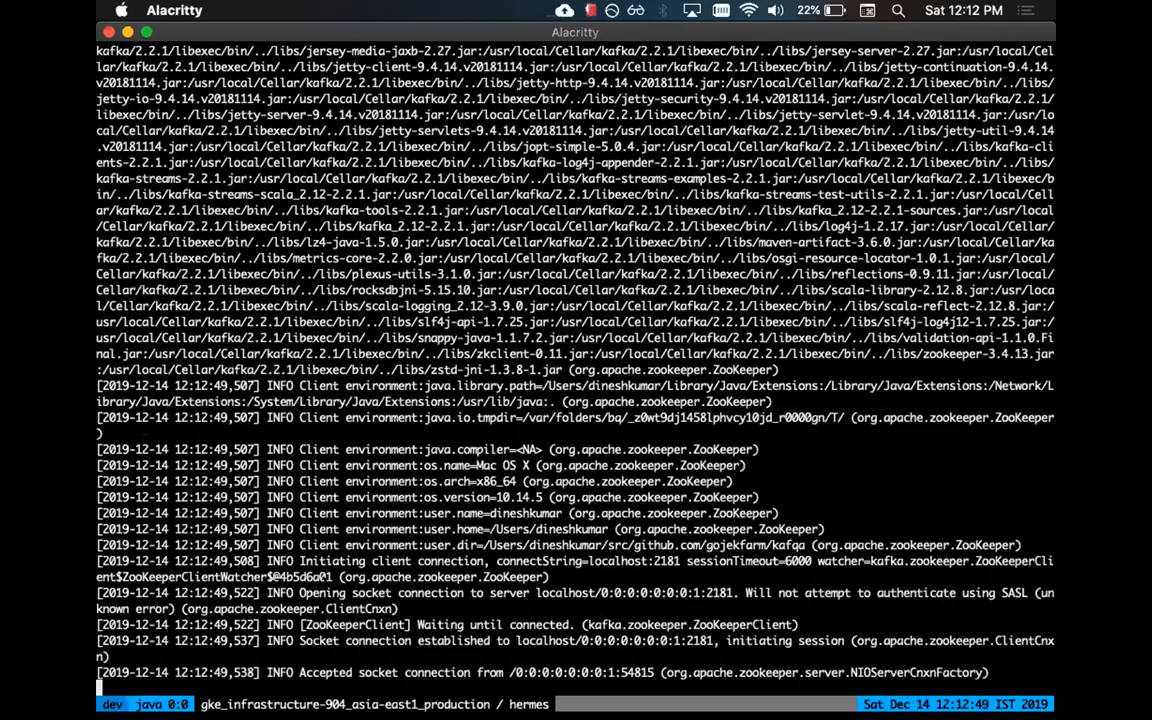 Alacritty
22%
Sat 12:12 PM
Alacritty
kafka/2.2.1/libexec/bin/../libs/jersey-media-jaxb-2.27.jar:/usr/local/Cellar/kafka/2.2.1/libexec/bin/../libs/jersey-server-2.27.jar:/usr/local/Cel
lar/kafka/2.2.1/libexec/bin/../libs/jetty-client-9.4.14.v20181114.jar:/usr/local/Cellar/kafka/2.2.1/libexec/bin/../libs/jetty-continuation-9.4.14.
v20181114.jar:/usr/local/Cellar/kafka/2.2.1/libexec/bin/../libs/jetty-http-9.4.14.v20181114.jar:/usr/local/Cellar/kafka/2.2.1/libexec/bin/../libs/
jetty-io-9.4.14.v20181114.jar:/usr/local/Cellar/kafka/2.2.1/libexec/bin/../libs/jetty-security-9.4.14.v20181114.jar:/usr/local/Cellar/kafka/2.2.1/
libexec/bin/../libs/jetty-server-9.4.14.v20181114.jar:/usr/local/Cellar/kafka/2.2.1/libexec/bin/../libs/jetty-servlet-9.4.14.v20181114.jar:/usr/lo
cal/Cellar/kafka/2.2.1/libexec/bin/../libs/jetty-servlets-9.4.14.v20181114.jar:/usr/local/Cellar/kafka/2.2.1/libexec/bin/../libs/jetty-util-9.4.14
.v20181114.jar:/usr/local/Cellar/kafka/2.2.1/libexec/bin/../libs/jopt-simple-5.0.4.jar:/usr/local/Cellar/kafka/2.2.1/libexec/bin/../libs/kafka-cli
ents-2.2.1.jar:/usr/local/Cellar/kafka/2.2.1/libexec/bin/../libs/kafka-log4j-appender-2.2.1.jar:/usr/local/Cellar/kafka/2.2.1/libexec/bin/../libs/
kafka-streams-2.2.1.jar:/usr/local/Cellar/kafka/2.2.1/libexec/bin/../libs/kafka-streams-examples-2.2.1.jar:/usr/local/Cellar/kafka/2.2.1/libexec/b
in/../libs/kafka-streams-scala_2.12-2.2.1.jar:/usr/local/Cellar/kafka/2.2.1/libexec/bin/../libs/kafka-streams-test-utils-2.2.1.jar:/usr/local/Cell
ar/kafka/2.2.1/libexec/bin/../libs/kafka-tools-2.2.1.jar:/usr/local/Cellar/kafka/2.2.1/libexec/bin/../libs/kafka_2.12-2.2.1-sources.jar:/usr/local
/Cellar/kafka/2.2.1/libexec/bin/../libs/kafka_2.12-2.2.1.jar:/usr/local/Cellar/kafka/2.2.1/libexec/bin/../libs/log4j-1.2.17.jar:/usr/local/Cellar/
kafka/2.2.1/libexec/bin/../libs/lz4-java-1.5.0.jar:/usr/local/Cellar/kafka/2.2.1/libexec/bin/../libs/maven-artifact-3.6.0.jar:/usr/local/Cellar/ka
fka/2.2.1/libexec/bin/../libs/metrics-core-2.2.0.jar:/usr/local/Cellar/kafka/2.2.1/libexec/bin/../libs/osgi-resource-locator-1.0.1.jar:/usr/local/
Cellar/kafka/2.2.1/libexec/bin/../libs/plexus-utils-3.1.0.jar:/usr/local/Cellar/kafka/2.2.1/libexec/bin/../libs/reflections-0.9.11.jar:/usr/local/
Cellar/kafka/2.2.1/libexec/bin/../libs/rocksdbjni-5.15.10.jar:/usr/local/Cellar/kafka/2.2.1/libexec/bin/../libs/scala-library-2.12.8.jar:/usr/loca
l/Cellar/kafka/2.2.1/libexec/bin/../libs/scala-logging_2.12-3.9.0.jar:/usr/local/Cellar/kafka/2.2.1/libexec/bin/../libs/scala-reflect-2.12.8.jar:/
usr/local/Cellar/kafka/2.2.1/libexec/bin/../libs/slf4j-api-1.7.25.jar:/usr/local/Cellar/kafka/2.2.1/libexec/bin/../libs/slf4j-log4j12-1.7.25.jar:/
usr/local/Cellar/kafka/2.2.1/libexec/bin/../libs/snappy-java-1.1.7.2.jar:/usr/local/Cellar/kafka/2.2.1/libexec/bin/../libs/validation-api-1.1.0.Fi
nal.jar:/usr/local/Cellar/kafka/2.2.1/libexec/bin/../libs/zkclient-0.11.jar:/usr/local/Cellar/kafka/2.2.1/libexec/bin/../libs/zookeeper-3.4.13.jar
:/usr/local/Cellar/kafka/2.2.1/libexec/bin/../libs/zstd-jni-1.3.8-1.jar (org.apache.zookeeper.ZooKeeper)
[2019-12-14 12:12:49,507] INFO Client environment:java.library.path=/Users/dineshkumar/Library/Java/Extensions:/Library/Java/Extensions:/Network/L
ibrary/Java/Extensions:/System/Library/Java/Extensions:/usr/lib/java:. (org.apache.zookeeper.ZooKeeper)
[2019-12-14 12:12:49,507] INFO Client environment:java.io.tmpdir=/var/folders/bq/_z0wt9dj1458lphvcy10jd_r0000gn/T/ (org.apache.zookeeper.ZooKeeper
)
[2019-12-14 12:12:49,507] INFO Client environment:java.compiler=<NA> (org.apache.zookeeper.ZooKeeper)
[2019-12-14 12:12:49,507] INFO Client environment:os.name=Mac OS X (org.apache.zookeeper.ZooKeeper)
[2019-12-14 12:12:49,507] INFO Client environment:os.arch=x86_64 (org.apache.zookeeper.ZooKeeper)
[2019-12-14 12:12:49,507] INFO Client environment:os.version=10.14.5 (org.apache.zookeeper.ZooKeeper)
[2019-12-14 12:12:49,507] INFO Client environment:user.name=dineshkumar (org.apache.zookeeper.ZooKeeper)
[2019-12-14 12:12:49,507] INFO Client environment:user.home=/Users/dineshkumar (org.apache.zookeeper.ZooKeeper)
[2019-12-14 12:12:49,507] INFO Client environment:user.dir=/Users/dineshkumar/src/github.com/gojekfarm/kafqa (org.apache.zookeeper.ZooKeeper)
[2019-12-14 12:12:49,508] INFO Initiating client connection, connectString=localhost:2181 sessionTimeout=6000 watcher=kafka.zookeeper.ZooKeeperCli
ent$ZooKeeperClientWatcher$@4b5d6a01 (org.apache.zookeeper.ZooKeeper)
[2019-12-14 12:12:49,522] INFO Opening socket connection to server localhost/0:0:0:0:0:0:0:1:2181. Will not attempt to authenticate using SASL (un
known error) (org.apache.zookeeper.ClientCnxn)
[2019-12-14 12:12:49,522] INFO [ZooKeeperClient] Waiting until connected. (kafka.zookeeper.ZooKeeperClient)
[2019-12-14 12:12:49,537] INFO Socket connection established to localhost/0:0:0:0:0:0:0:1:2181, initiating session (org.apache.zookeeper.ClientCnx
n)
[2019-12-14 12:12:49,538] INFO Accepted socket connection from /0:0:0:0:0:0:0:1:54815 (org.apache.zookeeper.server.NIOServerCnxnFactory)
dev java 0:0 gke_infrastructure-904_asia-east1_production / hermes Sat Dec 14 12:12:49 IST 2019